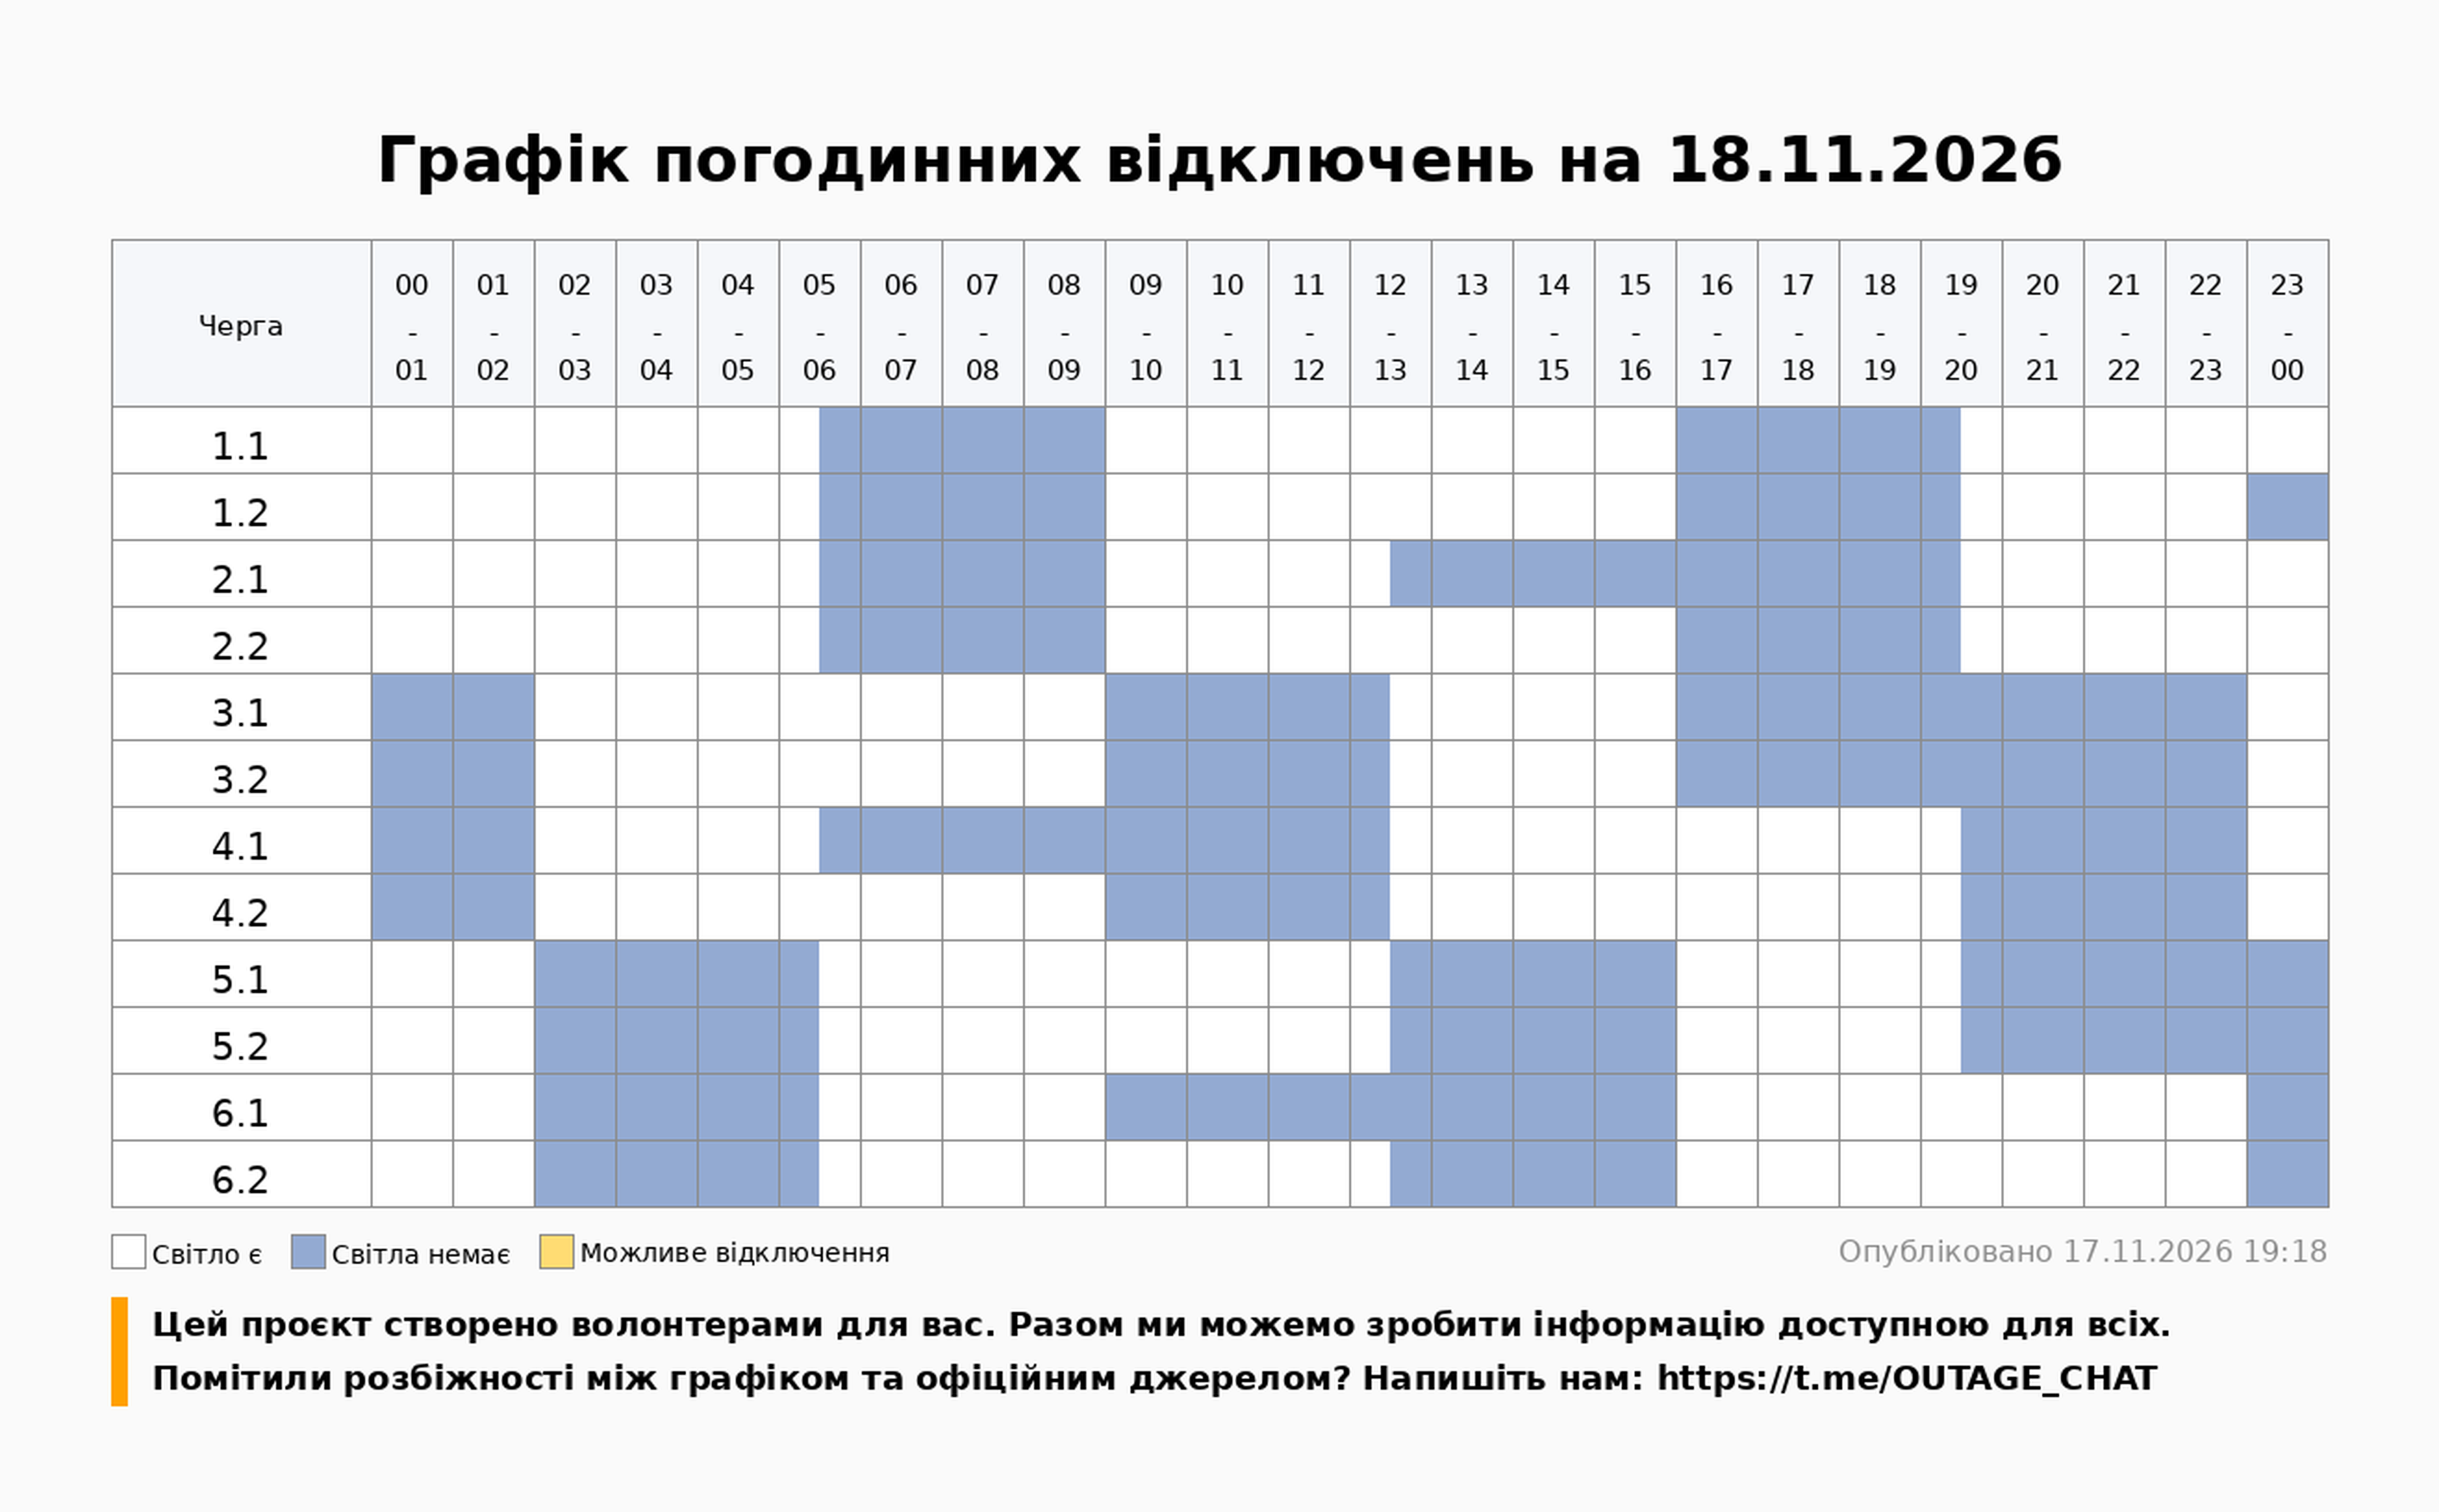 Графік погодинних відключень на 18.11.2026
Черга 00 - 01 01 - 02 02 - 03 03 - 04 04 - 05 05 - 06 06 - 07 07 - 08 08 - 09 09 - 10 10 - 11 11 - 12 12 - 13 13 - 14 14 - 15 15 - 16 16 - 17 17 - 18 18 - 19 19 - 20 20 - 21 21 - 22 22 - 23 23 - 00
1.1
1.2
2.1
2.2
3.1
3.2
4.1
4.2
5.1
5.2
6.1
6.2
Світло є Світла немає Можливе відключення Опубліковано 17.11.2026 19:18
Цей проєкт створено волонтерами для вас. Разом ми можемо зробити інформацію доступною для всіх.
Помітили розбіжності між графіком та офіційним джерелом? Напишіть нам: https://t.me/OUTAGE_CHAT